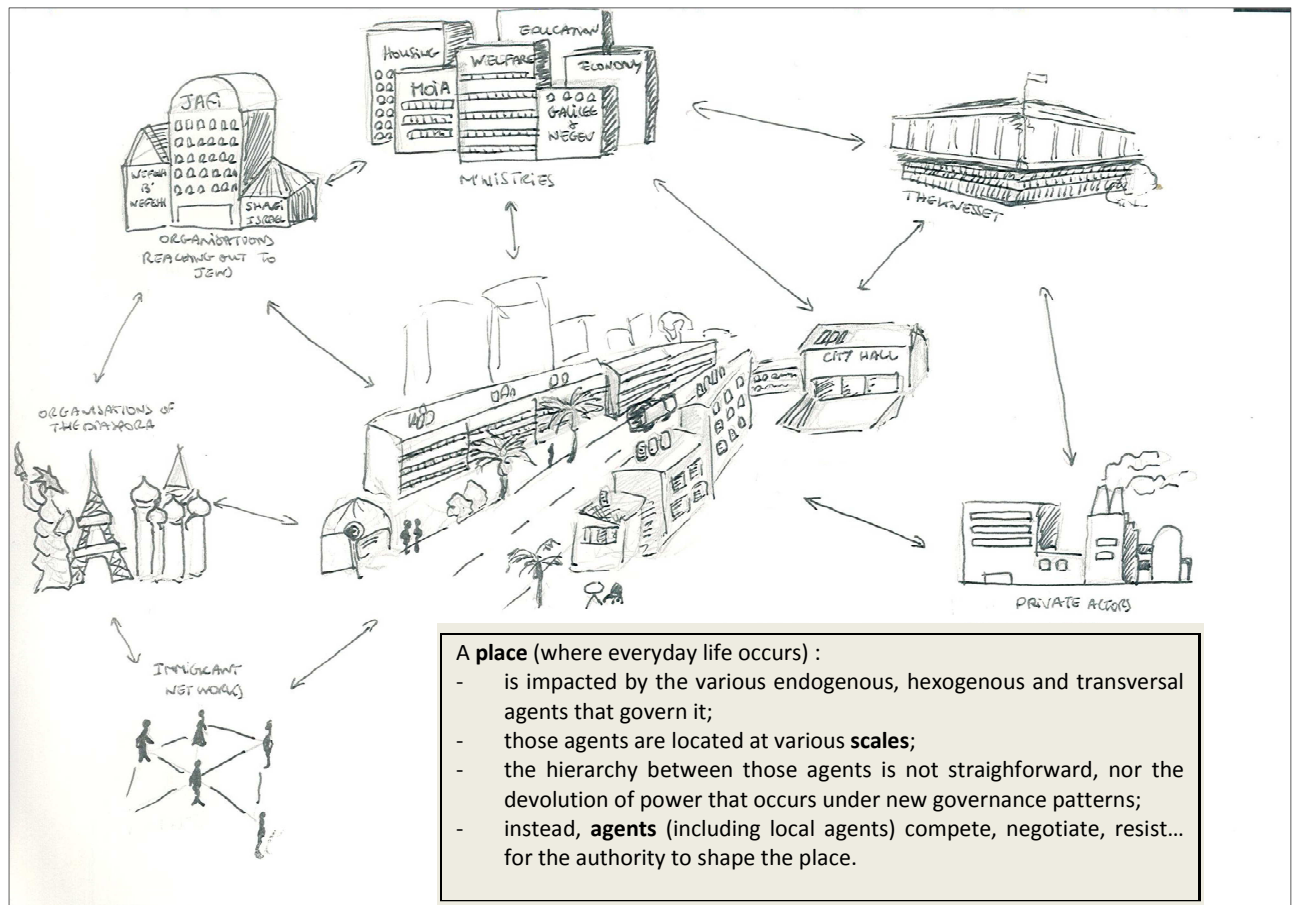 EDUCATION
HOUSING
WELFARE
ECONOMY
MOIA
GALILEE
&
NEGEV
MINISTRIES
JAFI
NEFESH
B'
NEFESH
SHAVEI
ISRAEL
ORGANISATIONS
REACHING OUT TO
JEWS
THE KNESSET
CITY HALL
ORGANISATIONS OF
THE DIASPORA
PRIVATE ACTORS
IMMIGRANT
NETWORKS
A place (where everyday life occurs) :
- is impacted by the various endogenous, hexogenous and transversal
agents that govern it;
- those agents are located at various scales;
- the hierarchy between those agents is not straighforward, nor the
devolution of power that occurs under new governance patterns;
- instead, agents (including local agents) compete, negotiate, resist…
for the authority to shape the place.